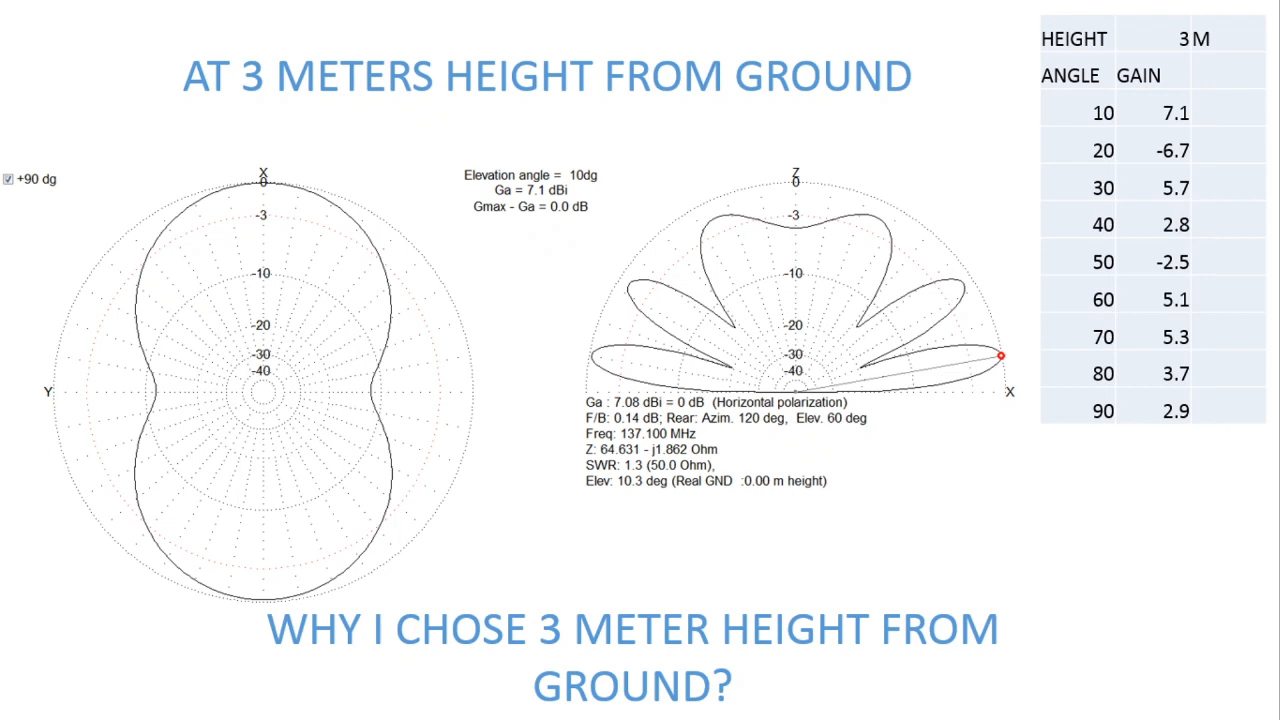 AT 3 METERS HEIGHT FROM GROUND
HEIGHT 3 M
ANGLE GAIN
10 7.1
20 -6.7
30 5.7
40 2.8
50 -2.5
60 5.1
70 5.3
80 3.7
90 2.9
+90 dg
X
0
-3
-10
-20
-30
-40
Y
Elevation angle = 10dg
Ga = 7.1 dBi
Gmax - Ga = 0.0 dB
Z
0
-3
-10
-20
-30
-40
X
Ga : 7.08 dBi = 0 dB (Horizontal polarization)
F/B: 0.14 dB; Rear: Azim. 120 deg, Elev. 60 deg
Freq: 137.100 MHz
Z: 64.631 - j1.862 Ohm
SWR: 1.3 (50.0 Ohm),
Elev: 10.3 deg (Real GND :0.00 m height)
WHY I CHOSE 3 METER HEIGHT FROM
GROUND?